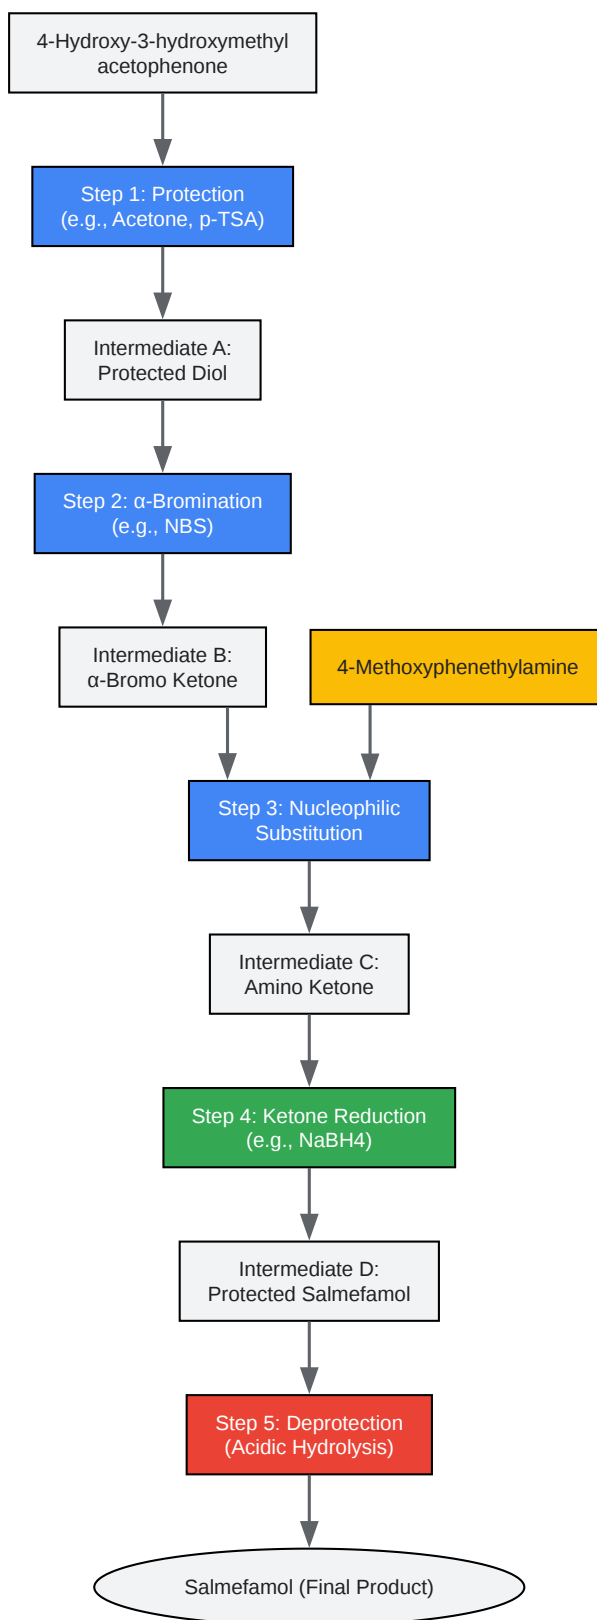 4-Hydroxy-3-hydroxymethyl
acetophenone
Step 1: Protection
(e.g., Acetone, p-TSA)
Intermediate A:
Protected Diol
Step 2: α-Bromination
(e.g., NBS)
Intermediate B:
α-Bromo Ketone
4-Methoxyphenethylamine
Step 3: Nucleophilic
Substitution
Intermediate C:
Amino Ketone
Step 4: Ketone Reduction
(e.g., NaBH4)
Intermediate D:
Protected Salmefamol
Step 5: Deprotection
(Acidic Hydrolysis)
Salmefamol (Final Product)